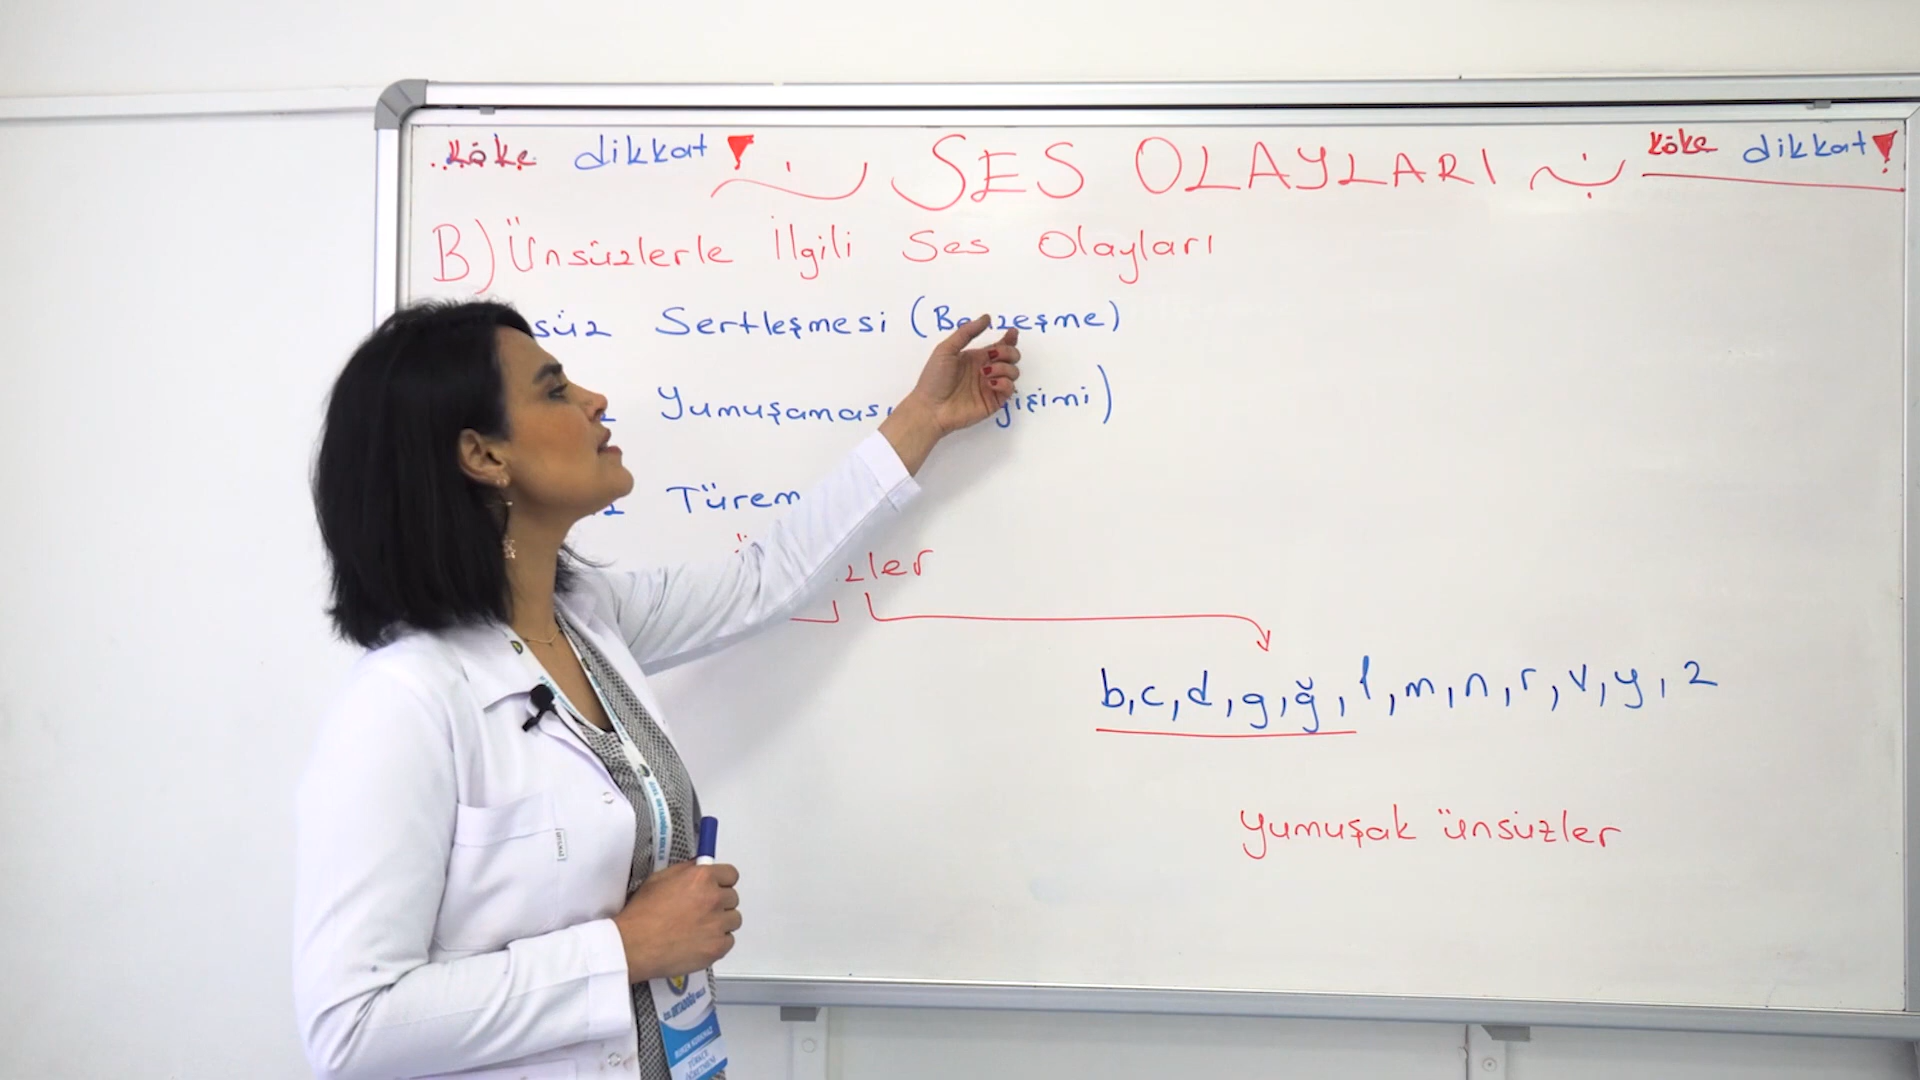 köke dikkat ! ~ SES OLAYLARI ~ köke dikkat !
B) Ünsüzlerle İlgili Ses Olayları
süz Sertleşmesi (Benzeşme)
z Yumuşaması ğişimi)
z Türem
zler
b, c, d, g, ğ, l, m, n, r, v, y, z
yumuşak ünsüzler